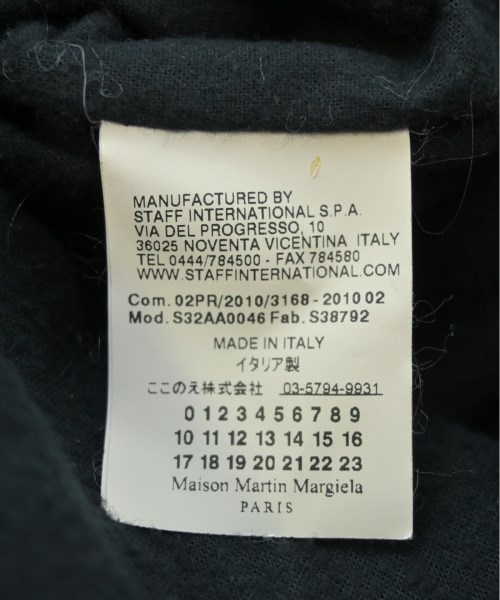 MANUFACTURED BY
STAFF INTERNATIONAL S.P.A.
VIA DEL PROGRESSO, 10
36025 NOVENTA VICENTINA ITALY
TEL 0444/784500 - FAX 784580
WWW.STAFFINTERNATIONAL.COM
Com. 02PR/2010/3168 - 2010 02
Mod. S32AA0046 Fab. S38792
MADE IN ITALY
イタリア製
ここのえ株式会社 03-5794-9931
0 1 2 3 4 5 6 7 8 9
10 11 12 13 14 15 16
17 18 19 20 21 22 23
Maison Martin Margiela
PARIS